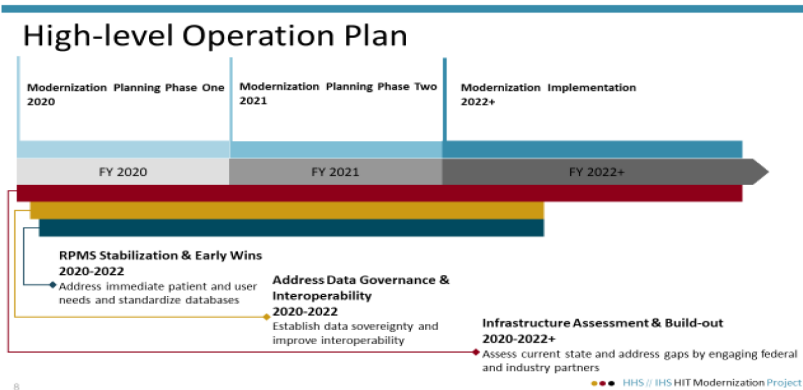 High-level Operation Plan
Modernization Planning Phase One
2020
Modernization Planning Phase Two
2021
Modernization Implementation
2022+
FY 2020
FY 2021
FY 2022+
RPMS Stabilization & Early Wins
2020-2022
Address immediate patient and user
needs and standardize databases
Address Data Governance &
Interoperability
2020-2022
Establish data sovereignty and
improve interoperability
Infrastructure Assessment & Build-out
2020-2022+
Assess current state and address gaps by engaging federal
and industry partners
8
HHS // IHS HIT Modernization Project